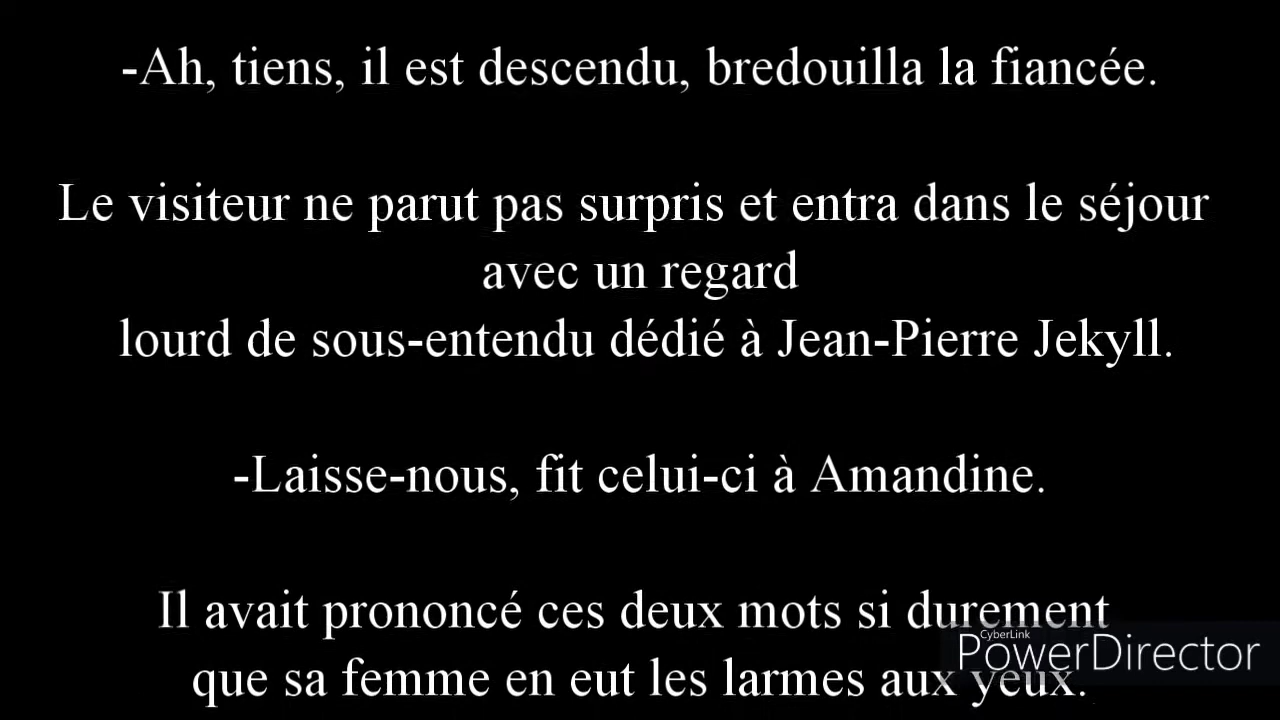 -Ah, tiens, il est descendu, bredouilla la fiancée.
Le visiteur ne parut pas surpris et entra dans le séjour
avec un regard
lourd de sous-entendu dédié à Jean-Pierre Jekyll.
-Laisse-nous, fit celui-ci à Amandine.
Il avait prononcé ces deux mots si durement
que sa femme en eut les larmes aux yeux.
CyberLink
PowerDirector